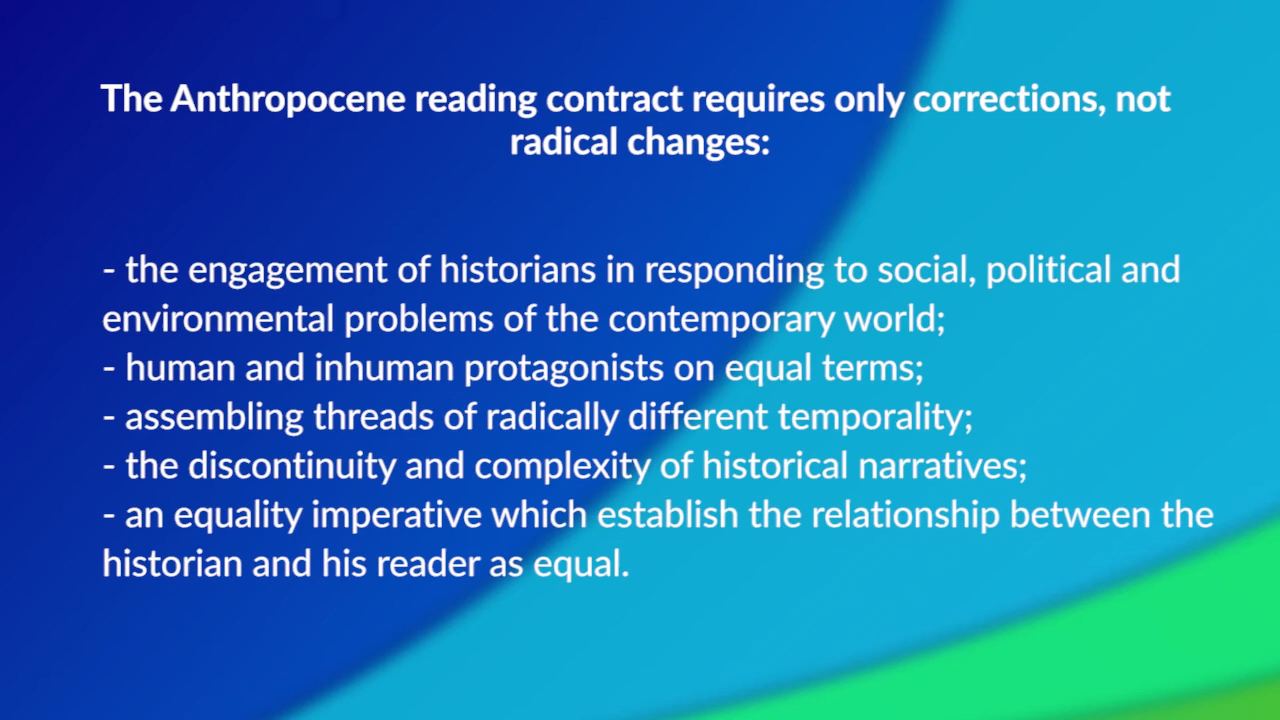 The Anthropocene reading contract requires only corrections, not
radical changes:
- the engagement of historians in responding to social, political and
environmental problems of the contemporary world;
- human and inhuman protagonists on equal terms;
- assembling threads of radically different temporality;
- the discontinuity and complexity of historical narratives;
- an equality imperative which establish the relationship between the
historian and his reader as equal.